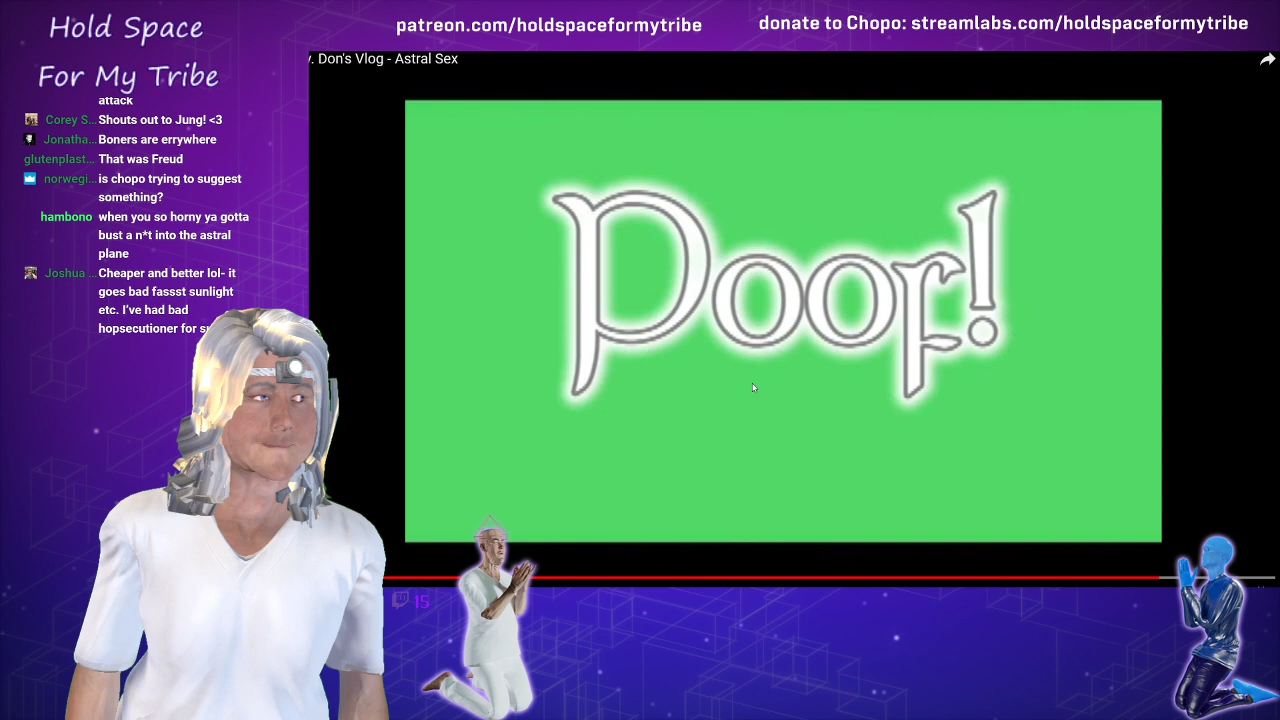 Hold Space
For My Tribe
patreon.com/holdspaceformytribe
donate to Chopo: streamlabs.com/holdspaceformytribe
. Don's Vlog - Astral Sex
attack
Corey S... Shouts out to Jung! <3
Jonatha... Boners are errywhere
glutenplast... That was Freud
norwegi... is chopo trying to suggest
something?
hambono when you so horny ya gotta
bust a n*t into the astral
plane
Joshua ... Cheaper and better lol- it
goes bad fassst sunlight
etc. I've had bad
hopsecutioner for
Poof!
15